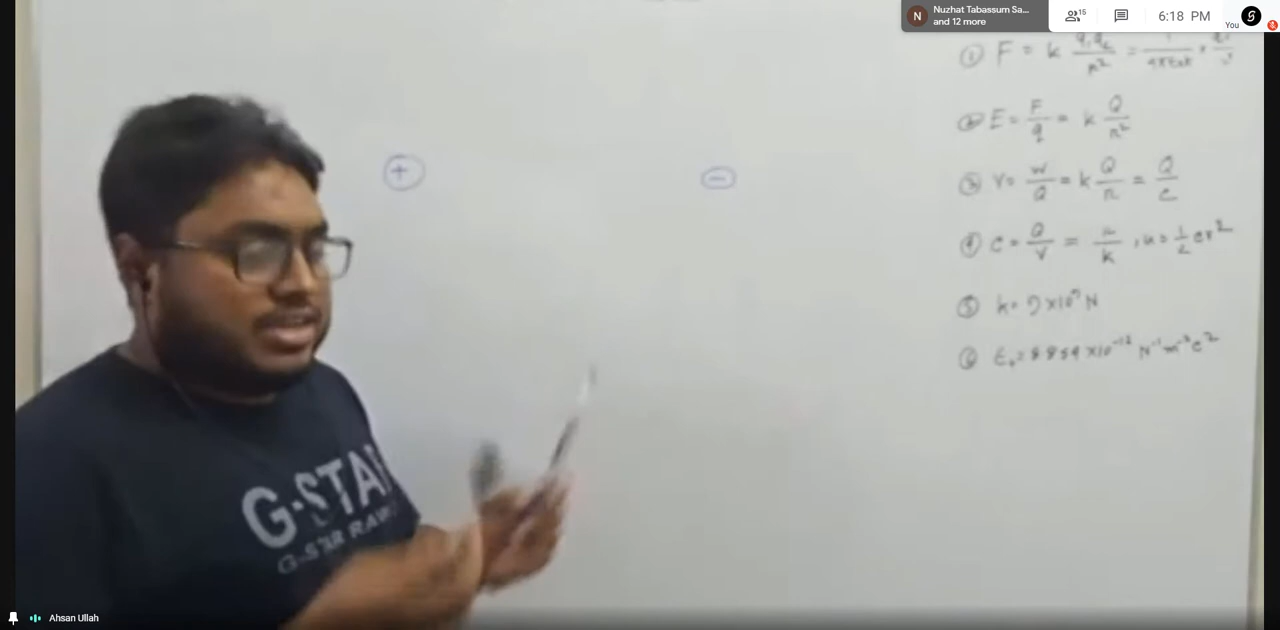 Nuzhat Tabassum Sa...
and 12 more
N
15
6:18 PM
You
① F = k q₁q₂/r² = 1/4πε₀k ×
② E = F/q = k Q/r²
③ V = W/Q = k Q/r = Q/C
④ C = Q/V = r/k , u = 1/2 CV²
⑤ k = 9 × 10⁹ N
⑥ ε₀ = 8.854 × 10⁻¹² N⁻¹m⁻²C²
+
−
G-STAR
G-STAR RAW
Ahsan Ullah